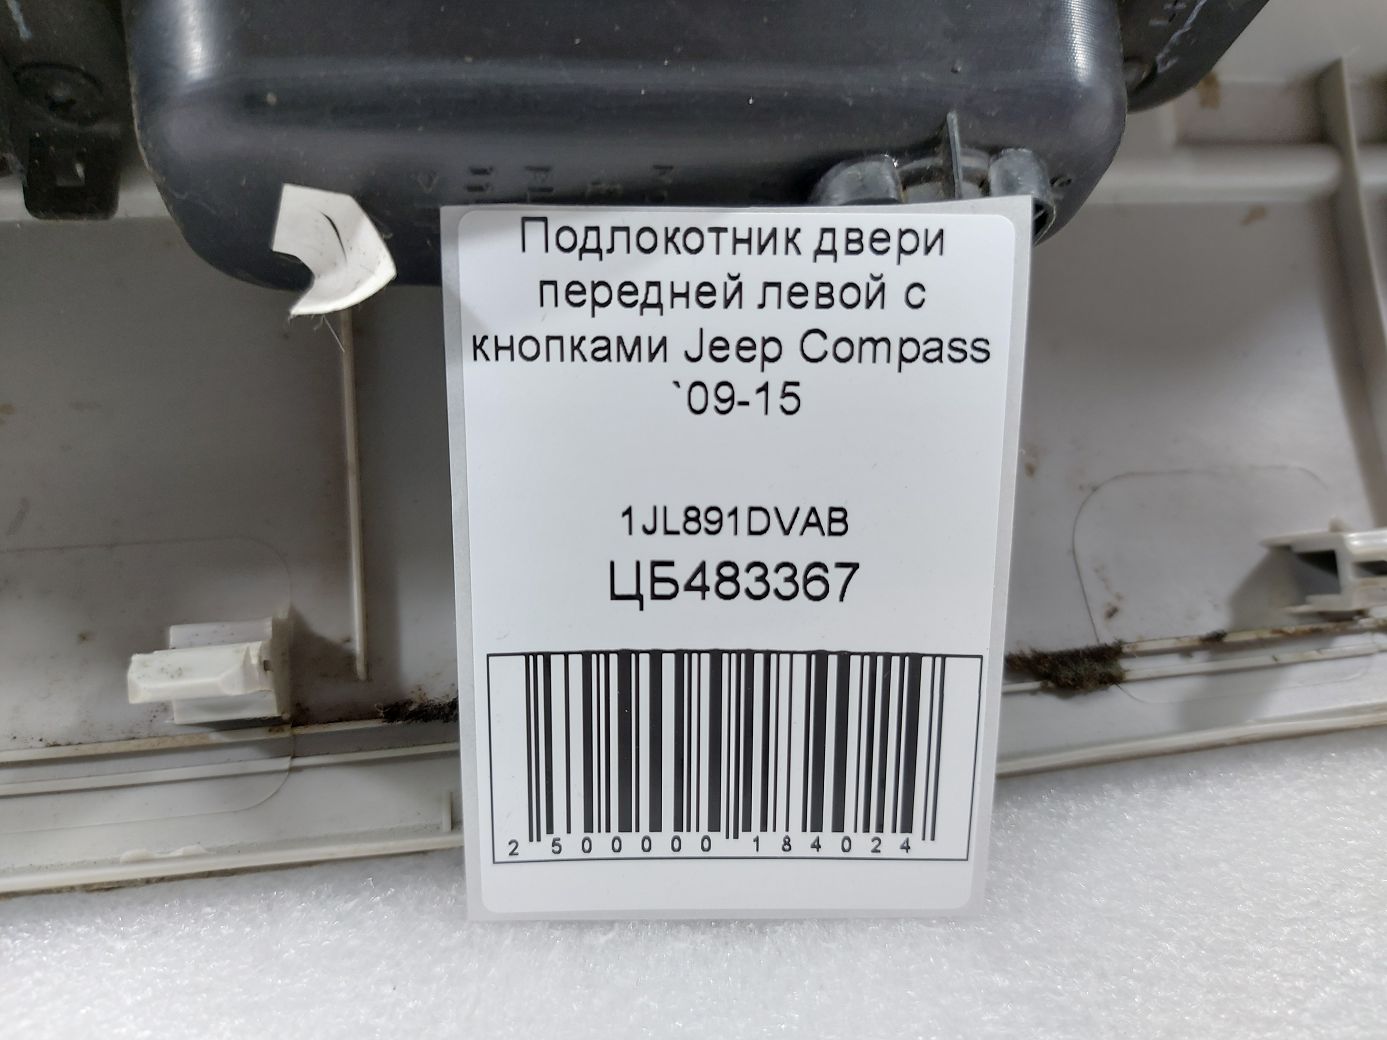 Подлокотник двери
передней левой с
кнопками Jeep Compass
`09-15
1JL891DVAB
ЦБ483367
2 500000 184024